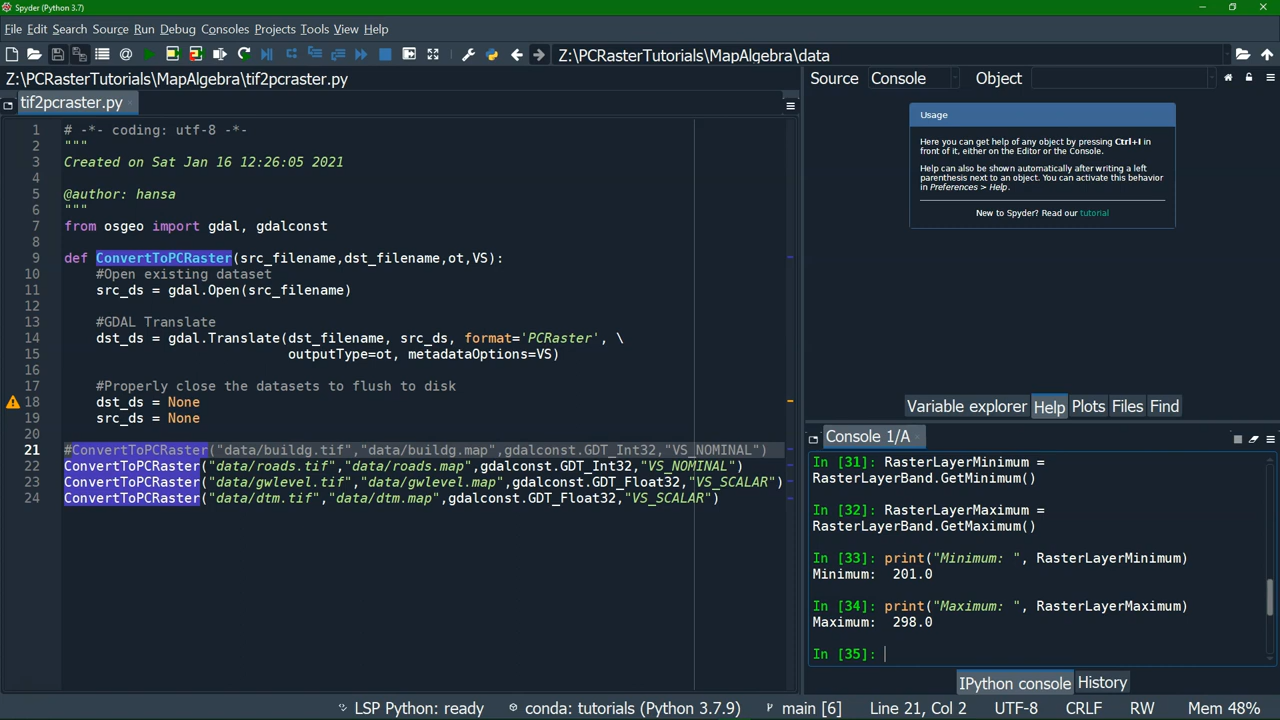 Spyder (Python 3.7)
File Edit Search Source Run Debug Consoles Projects Tools View Help
Z:\PCRasterTutorials\MapAlgebra\data
Z:\PCRasterTutorials\MapAlgebra\tif2pcraster.py
tif2pcraster.py
1 # -*- coding: utf-8 -*-
2 """
3 Created on Sat Jan 16 12:26:05 2021
4
5 @author: hansa
6 """
7 from osgeo import gdal, gdalconst
8
9 def ConvertToPCRaster(src_filename,dst_filename,ot,VS):
10 #Open existing dataset
11 src_ds = gdal.Open(src_filename)
12
13 #GDAL Translate
14 dst_ds = gdal.Translate(dst_filename, src_ds, format='PCRaster', \
15 outputType=ot, metadataOptions=VS)
16
17 #Properly close the datasets to flush to disk
18 dst_ds = None
19 src_ds = None
20
21 #ConvertToPCRaster("data/buildg.tif","data/buildg.map",gdalconst.GDT_Int32,"VS_NOMINAL")
22 ConvertToPCRaster("data/roads.tif","data/roads.map",gdalconst.GDT_Int32,"VS_NOMINAL")
23 ConvertToPCRaster("data/gwlevel.tif","data/gwlevel.map",gdalconst.GDT_Float32,"VS_SCALAR")
24 ConvertToPCRaster("data/dtm.tif","data/dtm.map",gdalconst.GDT_Float32,"VS_SCALAR")
Source Console Object
Usage
Here you can get help of any object by pressing Ctrl+I in
front of it, either on the Editor or the Console.
Help can also be shown automatically after writing a left
parenthesis next to an object. You can activate this behavior
in Preferences > Help.
New to Spyder? Read our tutorial
Variable explorer Help Plots Files Find
Console 1/A
In [31]: RasterLayerMinimum =
RasterLayerBand.GetMinimum()
In [32]: RasterLayerMaximum =
RasterLayerBand.GetMaximum()
In [33]: print("Minimum: ", RasterLayerMinimum)
Minimum:  201.0
In [34]: print("Maximum: ", RasterLayerMaximum)
Maximum:  298.0
In [35]:
IPython console History
LSP Python: ready conda: tutorials (Python 3.7.9) main [6] Line 21, Col 2 UTF-8 CRLF RW Mem 48%